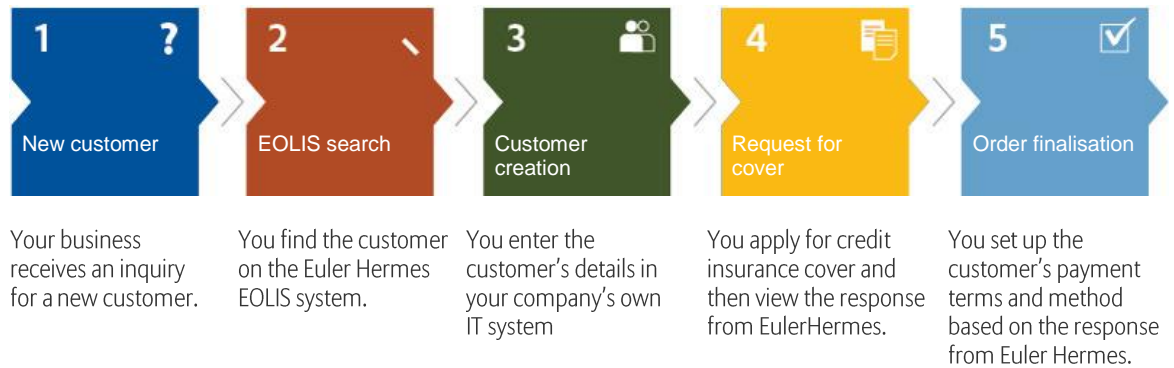 1 ?
New customer
Your business
receives an inquiry
for a new customer.
2
EOLIS search
You find the customer
on the Euler Hermes
EOLIS system.
3
Customer
creation
You enter the
customer's details in
your company's own
IT system
4
Request for
cover
You apply for credit
insurance cover and
then view the response
from EulerHermes.
5
Order finalisation
You set up the
customer's payment
terms and method
based on the response
from Euler Hermes.